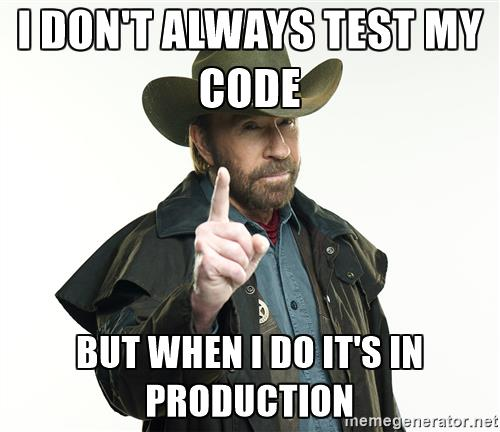 I DON'T ALWAYS TEST MY
CODE
BUT WHEN I DO IT'S IN
PRODUCTION
memegenerator.net